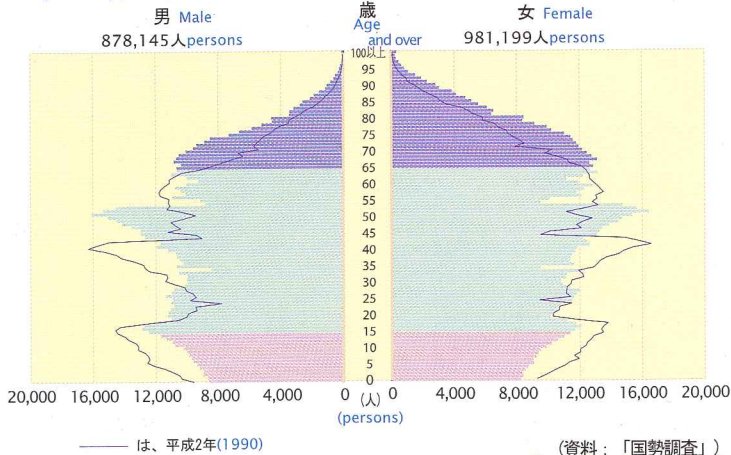 男 Male
歳
Age
女 Female
878,145人persons
and over
981,199人persons
100以上
95
90
85
80
75
70
65
60
55
50
45
40
35
30
25
20
15
10
5
0
20,000 16,000 12,000 8,000 4,000 0 (人) 0 4,000 8,000 12,000 16,000 20,000
(persons)
は、平成2年(1990)
(資料:「国勢調査」)